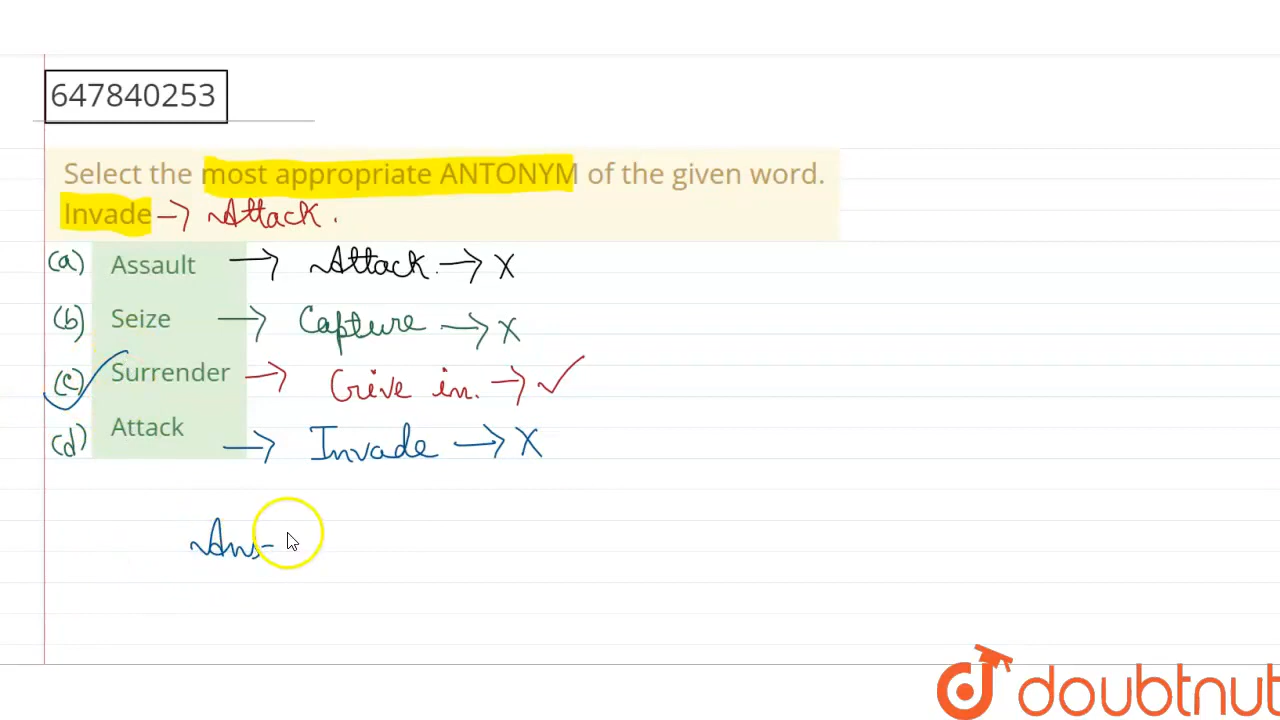 647840253
Select the most appropriate ANTONYM of the given word.
Invade → Attack.
(a) Assault → Attack. → X
(b) Seize → Capture → X
(c) Surrender → Give in. → ✓
(d) Attack → Invade → X
Ans-
doubtnut